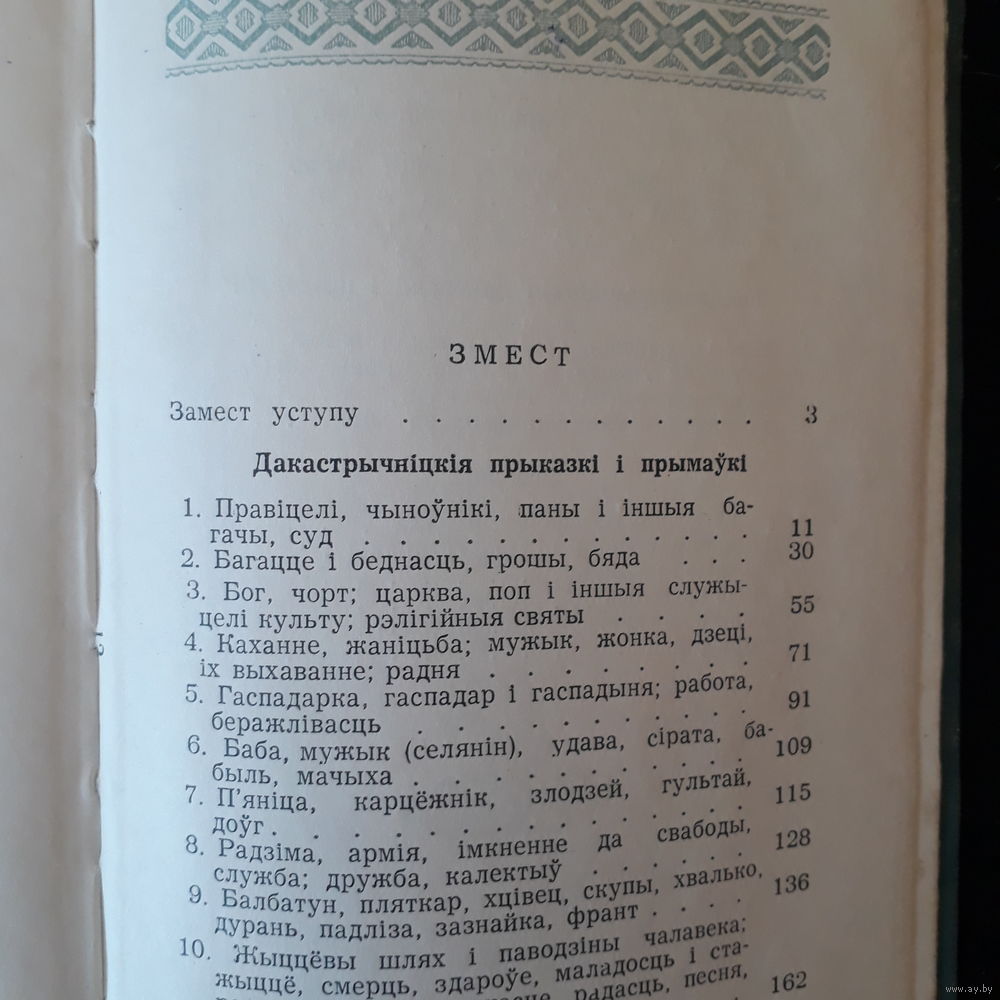 ЗМЕСТ
Замест уступу . . . . . . . . . . . . 3
Дакастрычніцкія прыказкі і прымаўкі
1. Правіцелі, чыноўнікі, паны і іншыя ба-
гачы, суд . . . . . . . . . . . . . 11
2. Багацце і беднасць, грошы, бяда . . . 30
3. Бог, чорт; царква, поп і іншыя служы-
целі культу; рэлігійныя святы . . . . . 55
4. Каханне, жаніцьба; мужык, жонка, дзеці,
іх выхаванне; радня . . . . . . . . 71
5. Гаспадарка, гаспадар і гаспадыня; работа,
беражлівасць . . . . . . . . . . 91
6. Баба, мужык (селянін), удава, сірата, ба-
быль, мачыха . . . . . . . . . . . 109
7. П'яніца, карцёжнік, злодзей, гультай,
доўг . . . . . . . . . . . . . . 115
8. Радзіма, армія, імкненне да свабоды,
служба; дружба, калектыў . . . . . . 128
9. Балбатун, пляткар, хцівец, скупы, хвалько,
дурань, падліза, зазнайка, франт . . . . 136
10. Жыццёвы шлях і паводзіны чалавека;
жыццё, смерць, здароўе, маладосць і ста-
радасць, песня,
162
www.ay.by